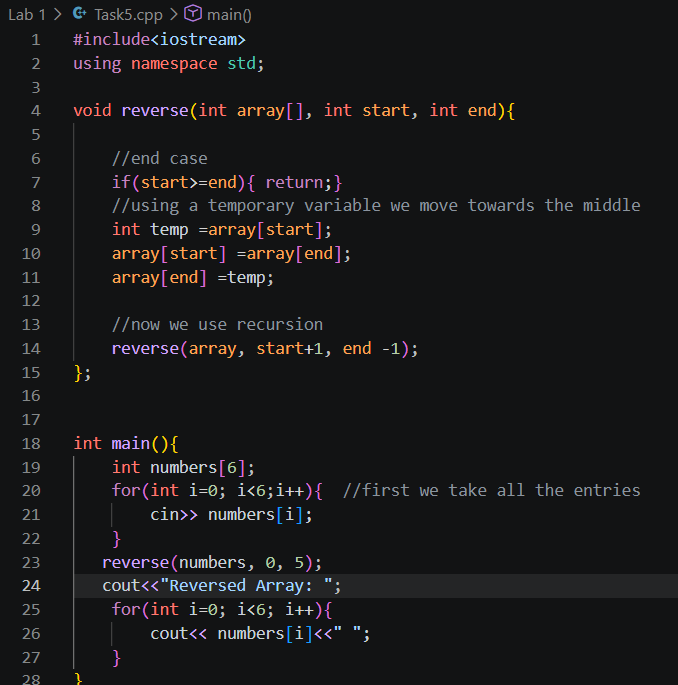 Lab 1 > Task5.cpp > main()
1 #include<iostream>
2 using namespace std;
3
4 void reverse(int array[], int start, int end){
5
6     //end case
7     if(start>=end){ return;}
8     //using a temporary variable we move towards the middle
9     int temp =array[start];
10     array[start] =array[end];
11     array[end] =temp;
12
13     //now we use recursion
14     reverse(array, start+1, end -1);
15 };
16
17
18 int main(){
19     int numbers[6];
20     for(int i=0; i<6;i++){  //first we take all the entries
21         cin>> numbers[i];
22     }
23    reverse(numbers, 0, 5);
24    cout<<"Reversed Array: ";
25     for(int i=0; i<6; i++){
26         cout<< numbers[i]<<" ";
27     }
28 }